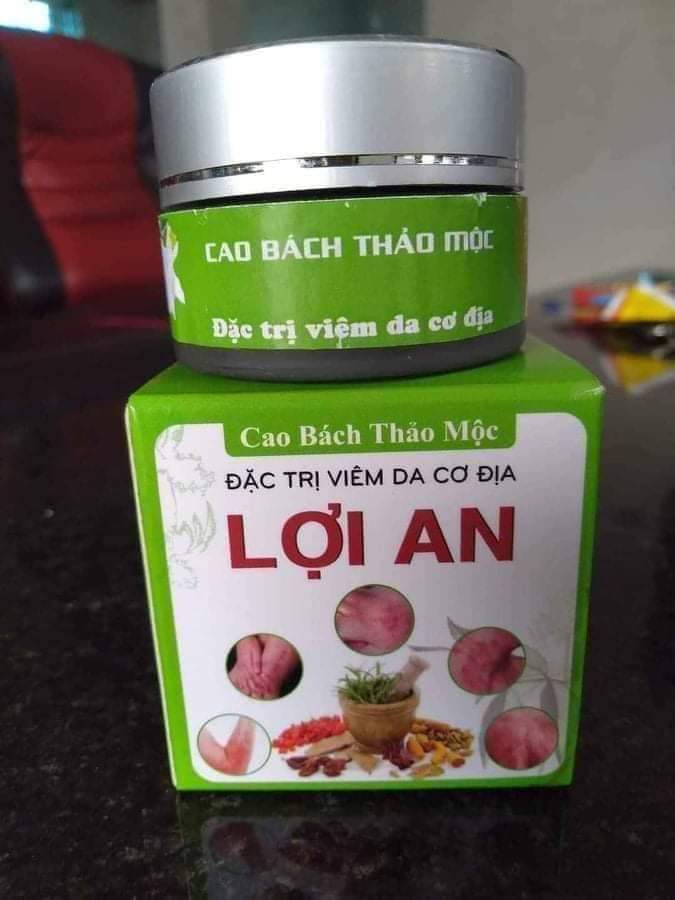 CAO BÁCH THẢO MỘC
Đặc trị viêm da cơ địa
Cao Bách Thảo Mộc
ĐẶC TRỊ VIÊM DA CƠ ĐỊA
LỢI AN